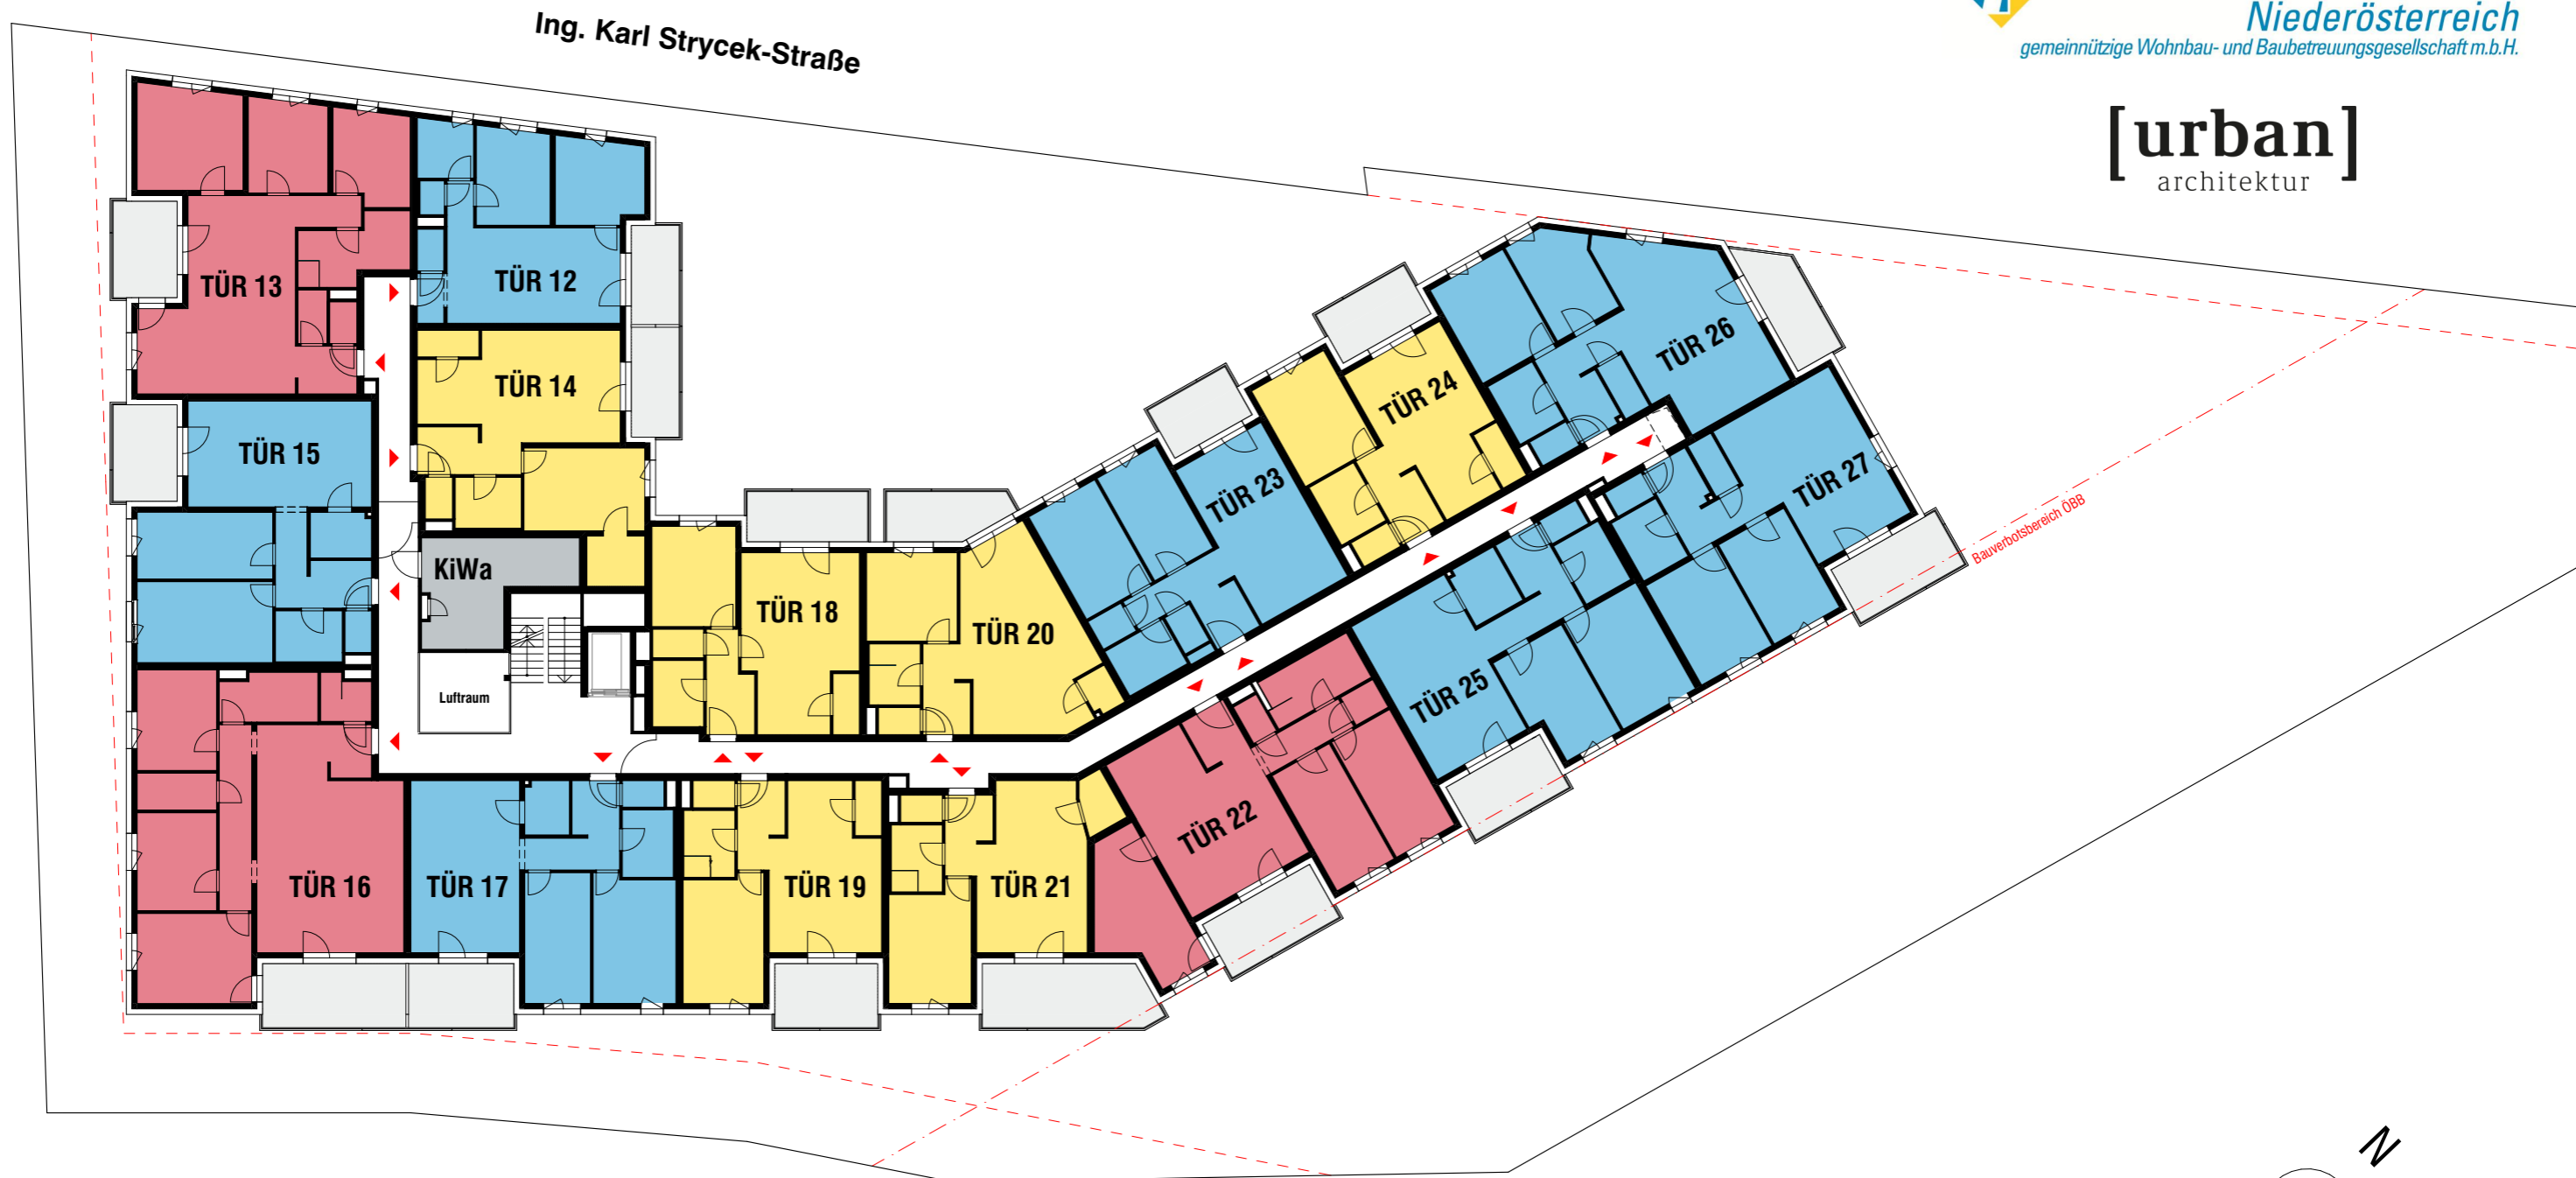 Ing. Karl Strycek-Straße
Niederösterreich
gemeinnützige Wohnbau- und Baubetreuungsgesellschaft m.b.H.
[urban]
architektur
TÜR 13
TÜR 12
TÜR 14
TÜR 15
KiWa
Luftraum
TÜR 16
TÜR 17
TÜR 18
TÜR 19
TÜR 20
TÜR 21
TÜR 22
TÜR 23
TÜR 24
TÜR 25
TÜR 26
TÜR 27
Bauverbotsbereich ÖBB
N